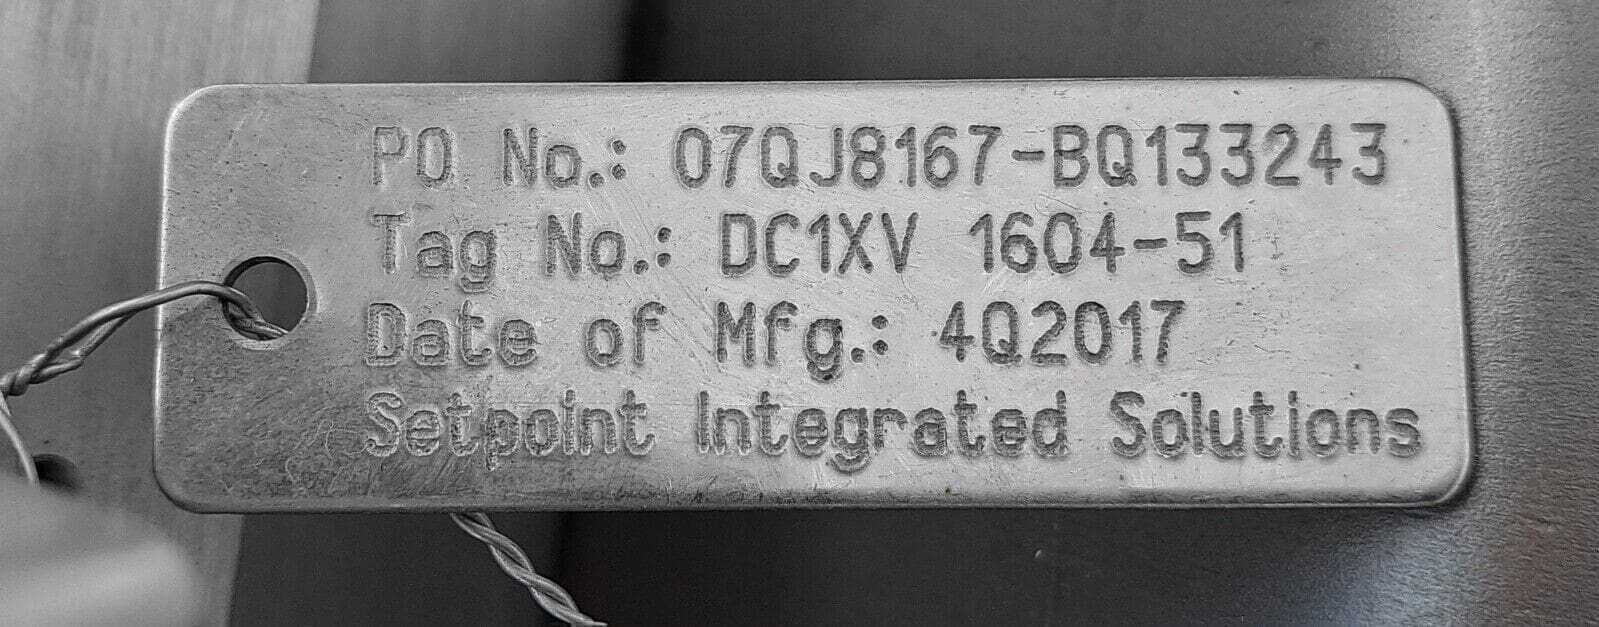 PO No.: 07QJ8167-BQ133243
Tag No.: DC1XV 1604-51
Date of Mfg.: 4Q2017
Setpoint Integrated Solutions